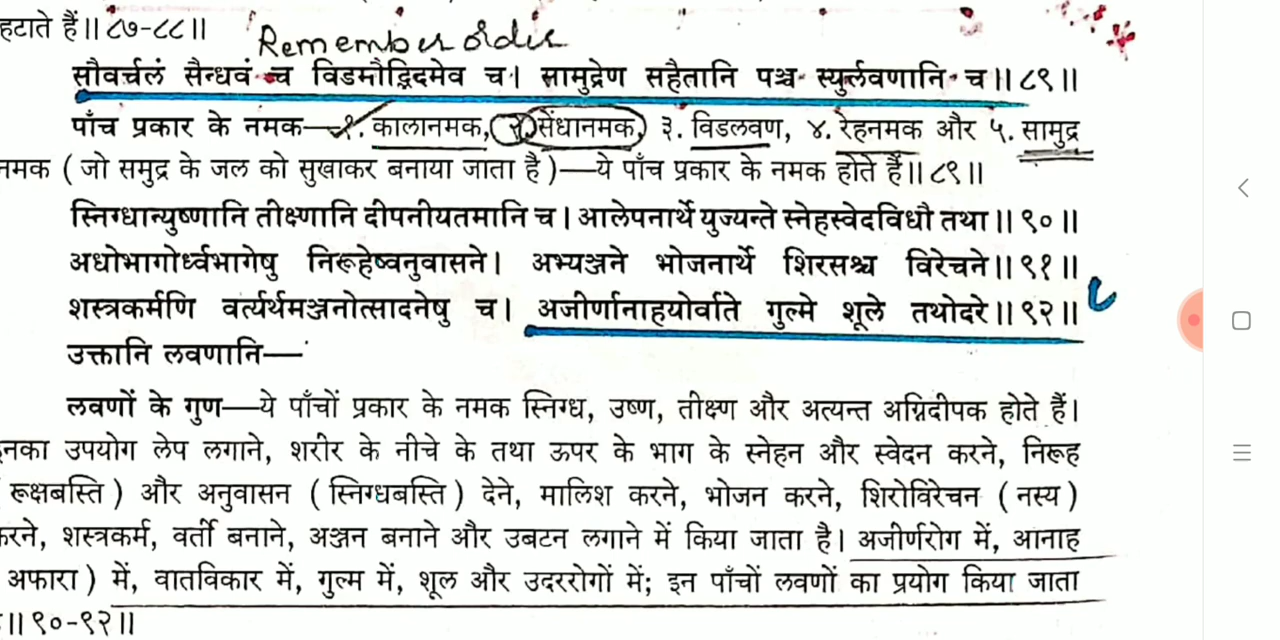 हटाते हैं॥ ८७-८८॥
Remember order
सौवर्चलं सैन्धवं च विडमौद्भिदमेव च। सामुद्रेण सहैतानि पञ्च स्युर्लवणानि च॥ ८९॥
पाँच प्रकार के नमक—१. कालानमक, २. सेंधानमक, ३. विडलवण, ४. रेहनमक और ५. सामुद्र
नमक ( जो समुद्र के जल को सुखाकर बनाया जाता है )—ये पाँच प्रकार के नमक होते हैं॥ ८९॥
स्निग्धान्युष्णानि तीक्ष्णानि दीपनीयतमानि च। आलेपनार्थे युज्यन्ते स्नेहस्वेदविधौ तथा॥ ९०॥
अधोभागोर्ध्वभागेषु निरूहेष्वनुवासने। अभ्यञ्जने भोजनार्थे शिरसश्च विरेचने॥ ९१॥
शस्त्रकर्मणि वर्त्यर्थमञ्जनोत्सादनेषु च। अजीर्णानाहयोर्वाते गुल्मे शूले तथोदरे॥ ९२॥
उक्तानि लवणानि—
लवणों के गुण—ये पाँचों प्रकार के नमक स्निग्ध, उष्ण, तीक्ष्ण और अत्यन्त अग्निदीपक होते हैं।
नका उपयोग लेप लगाने, शरीर के नीचे के तथा ऊपर के भाग के स्नेहन और स्वेदन करने, निरूह
रूक्षबस्ति ) और अनुवासन ( स्निग्धबस्ति ) देने, मालिश करने, भोजन करने, शिरोविरेचन ( नस्य )
करने, शस्त्रकर्म, वर्ती बनाने, अञ्जन बनाने और उबटन लगाने में किया जाता है। अजीर्णरोग में, आनाह
अफारा ) में, वातविकार में, गुल्म में, शूल और उदररोगों में; इन पाँचों लवणों का प्रयोग किया जाता
॥ ९०-९२॥